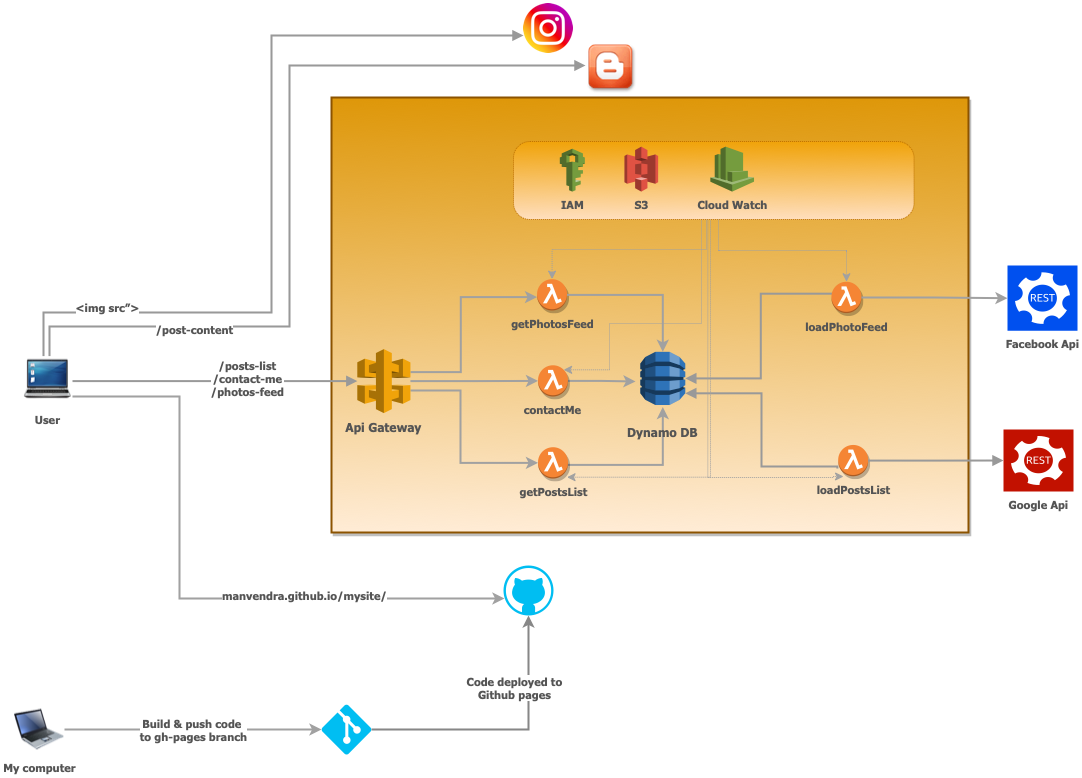 IAM
S3
Cloud Watch
<img src”>
/post-content
getPhotosFeed
loadPhotoFeed
REST
Facebook Api
/posts-list
/contact-me
/photos-feed
User
Api Gateway
contactMe
Dynamo DB
getPostsList
loadPostsList
REST
Google Api
manvendra.github.io/mysite/
Code deployed to
Github pages
Build & push code
to gh-pages branch
My computer